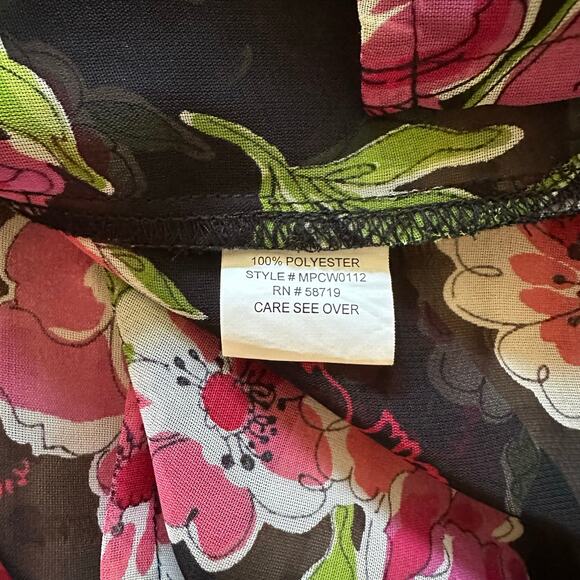 100% POLYESTER
STYLE # MPCW0112
RN # 58719
CARE SEE OVER